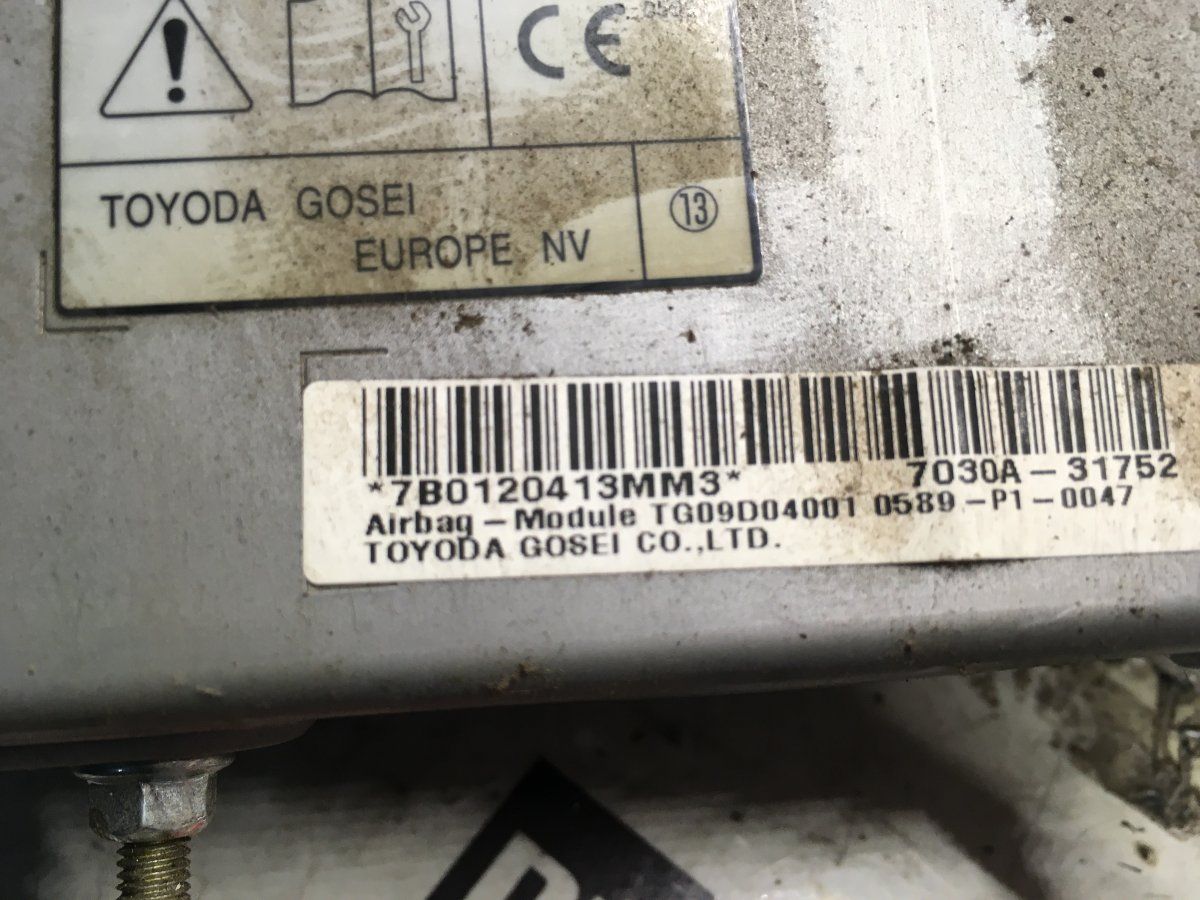 CE
TOYODA GOSEI
EUROPE NV
13
*7B0120413MM3* 7030A-31752
Airbag-Module TG09D04001 0589-P1-0047
TOYODA GOSEI CO.,LTD.